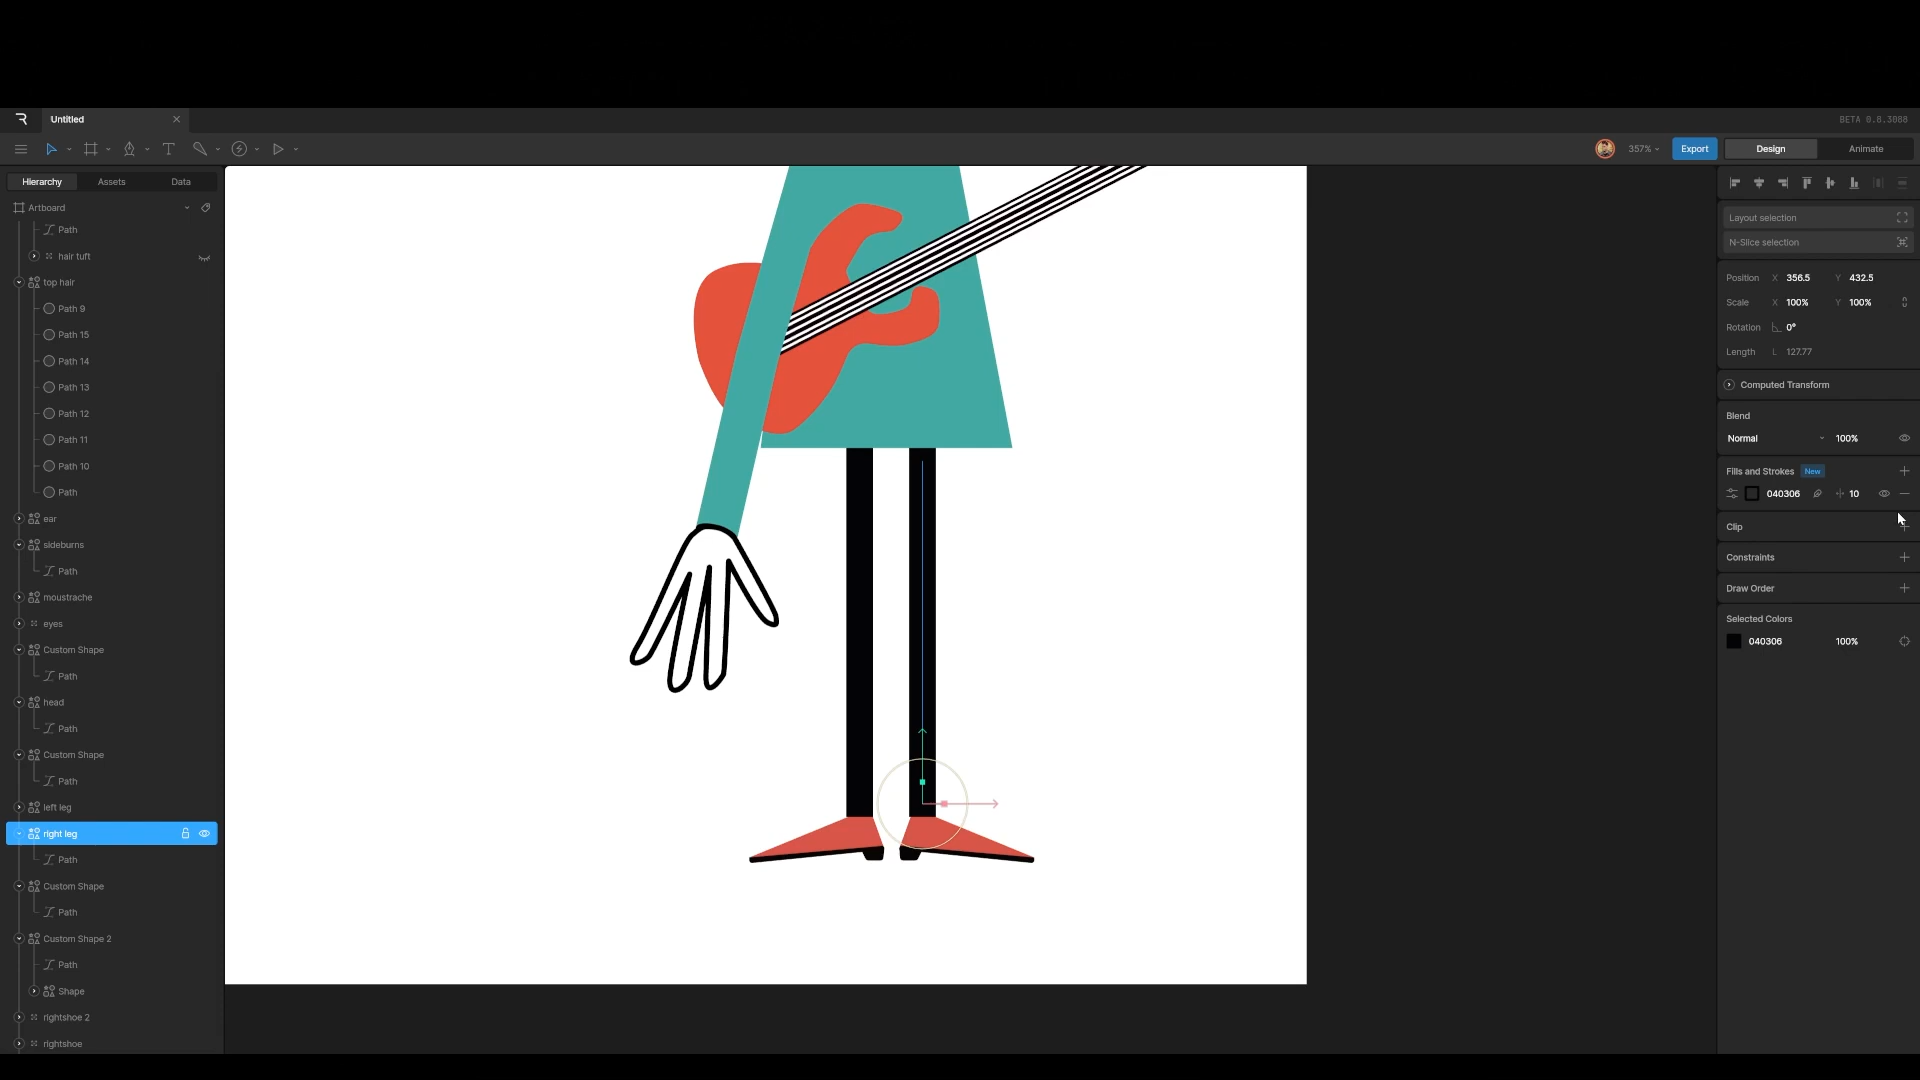 Untitled
BETA 0.8.3088
357%
Export
Design
Animate
Hierarchy
Assets
Data
Artboard
Path
hair tuft
top hair
Path 9
Path 15
Path 14
Path 13
Path 12
Path 11
Path 10
Path
ear
sideburns
Path
moustrache
eyes
Custom Shape
Path
head
Path
Custom Shape
Path
left leg
right leg
Path
Custom Shape
Path
Custom Shape 2
Path
Shape
rightshoe 2
rightshoe
Layout selection
N-Slice selection
Position X 356.5 Y 432.5
Scale X 100% Y 100%
Rotation 0°
Length L 127.77
Computed Transform
Blend
Normal 100%
Fills and Strokes New
040306 10
Clip
Constraints
Draw Order
Selected Colors
040306 100%